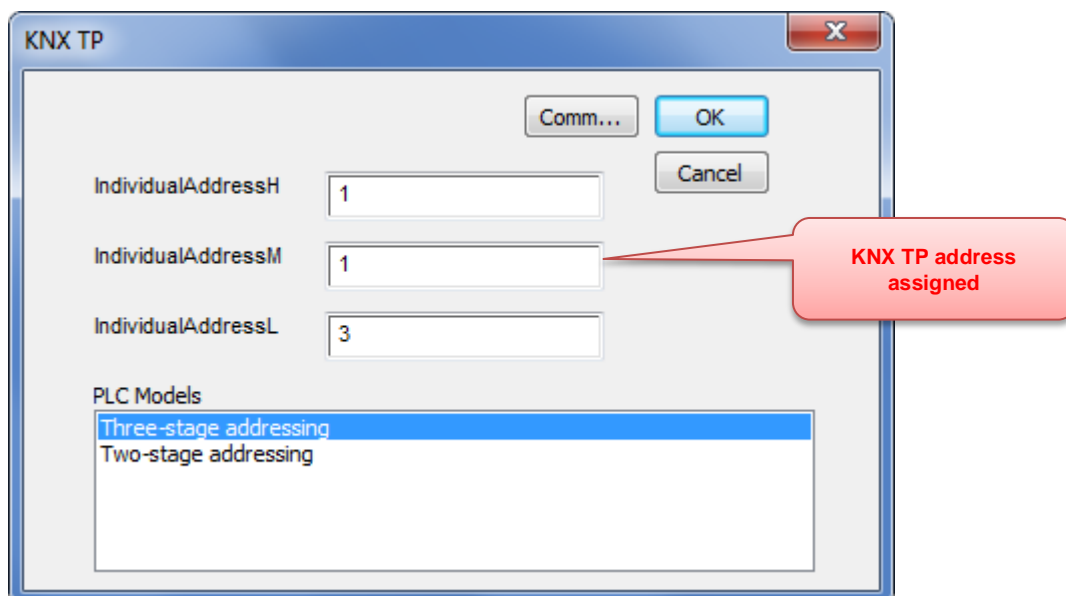 KNX TP
Comm...
OK
Cancel
IndividualAddressH
1
IndividualAddressM
1
KNX TP address
assigned
IndividualAddressL
3
PLC Models
Three-stage addressing
Two-stage addressing